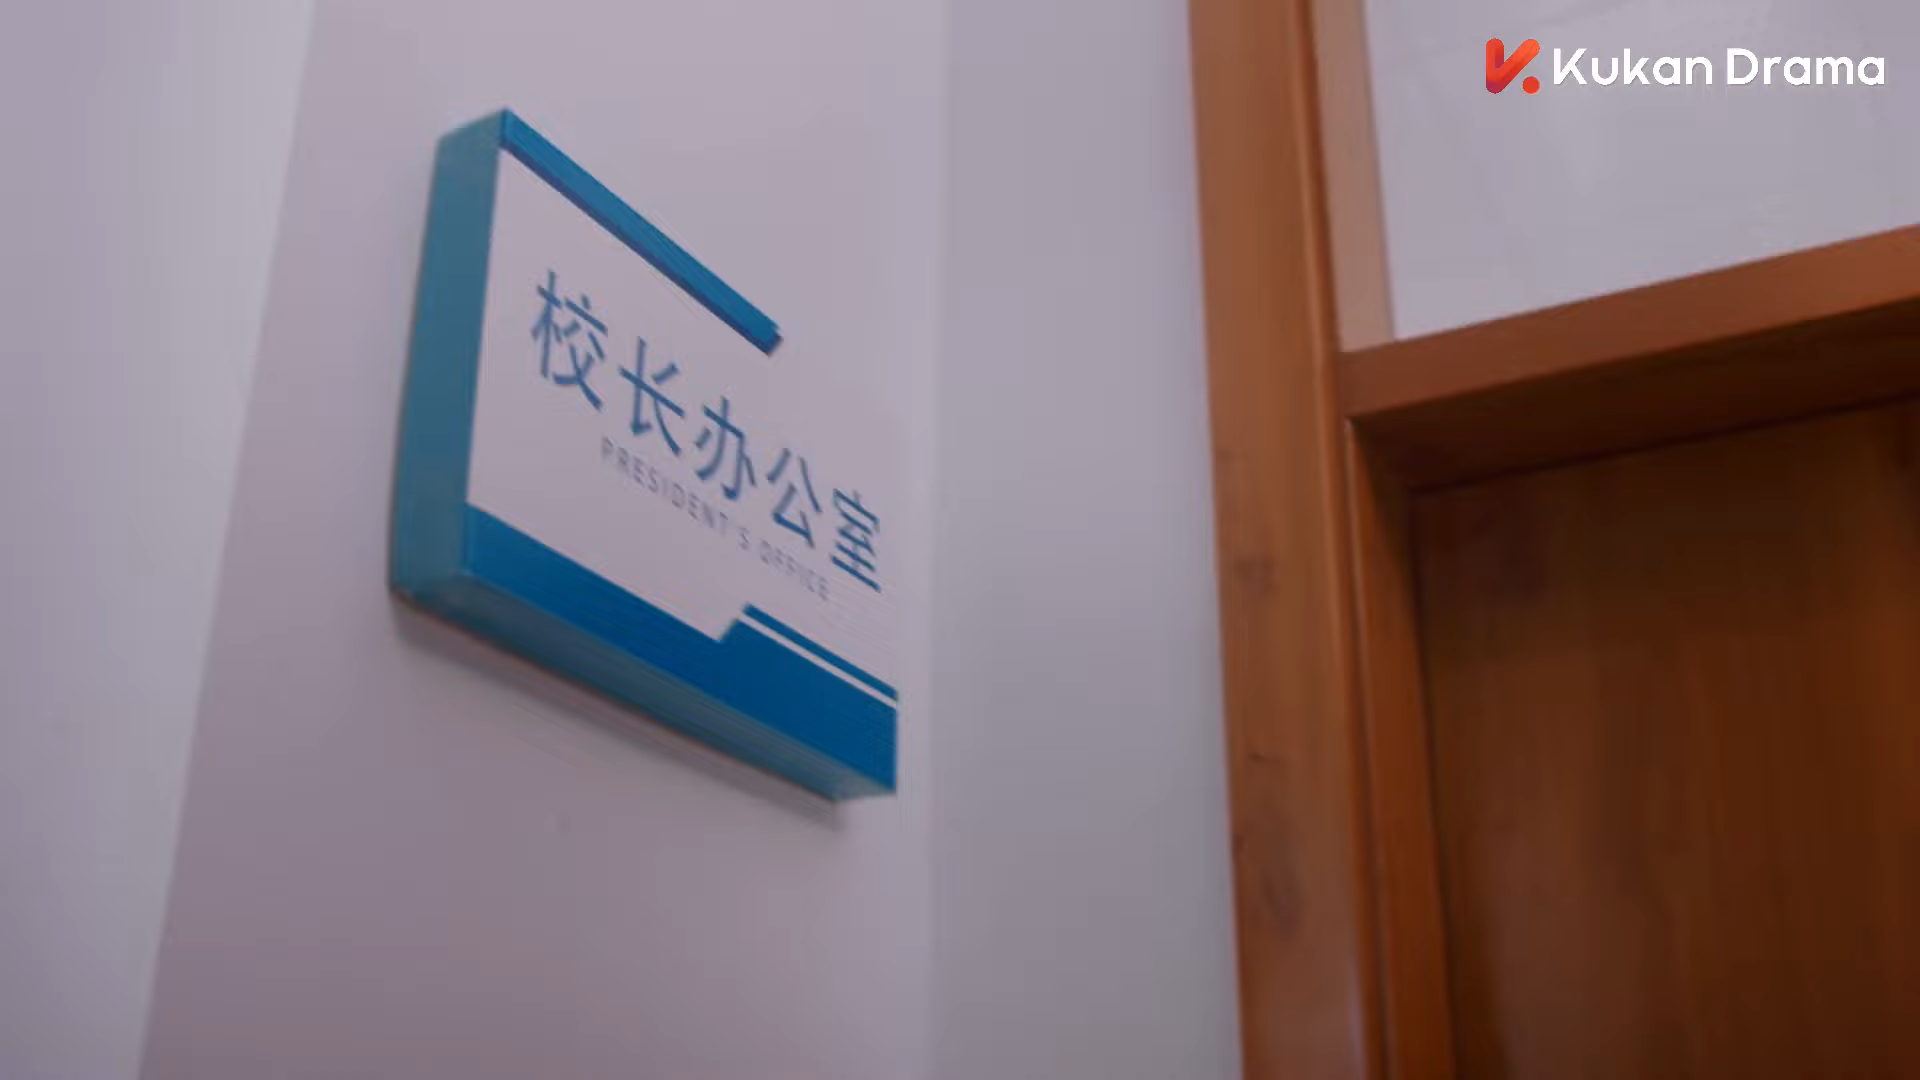 Kukan Drama
校长办公室
PRESIDENT'S OFFICE